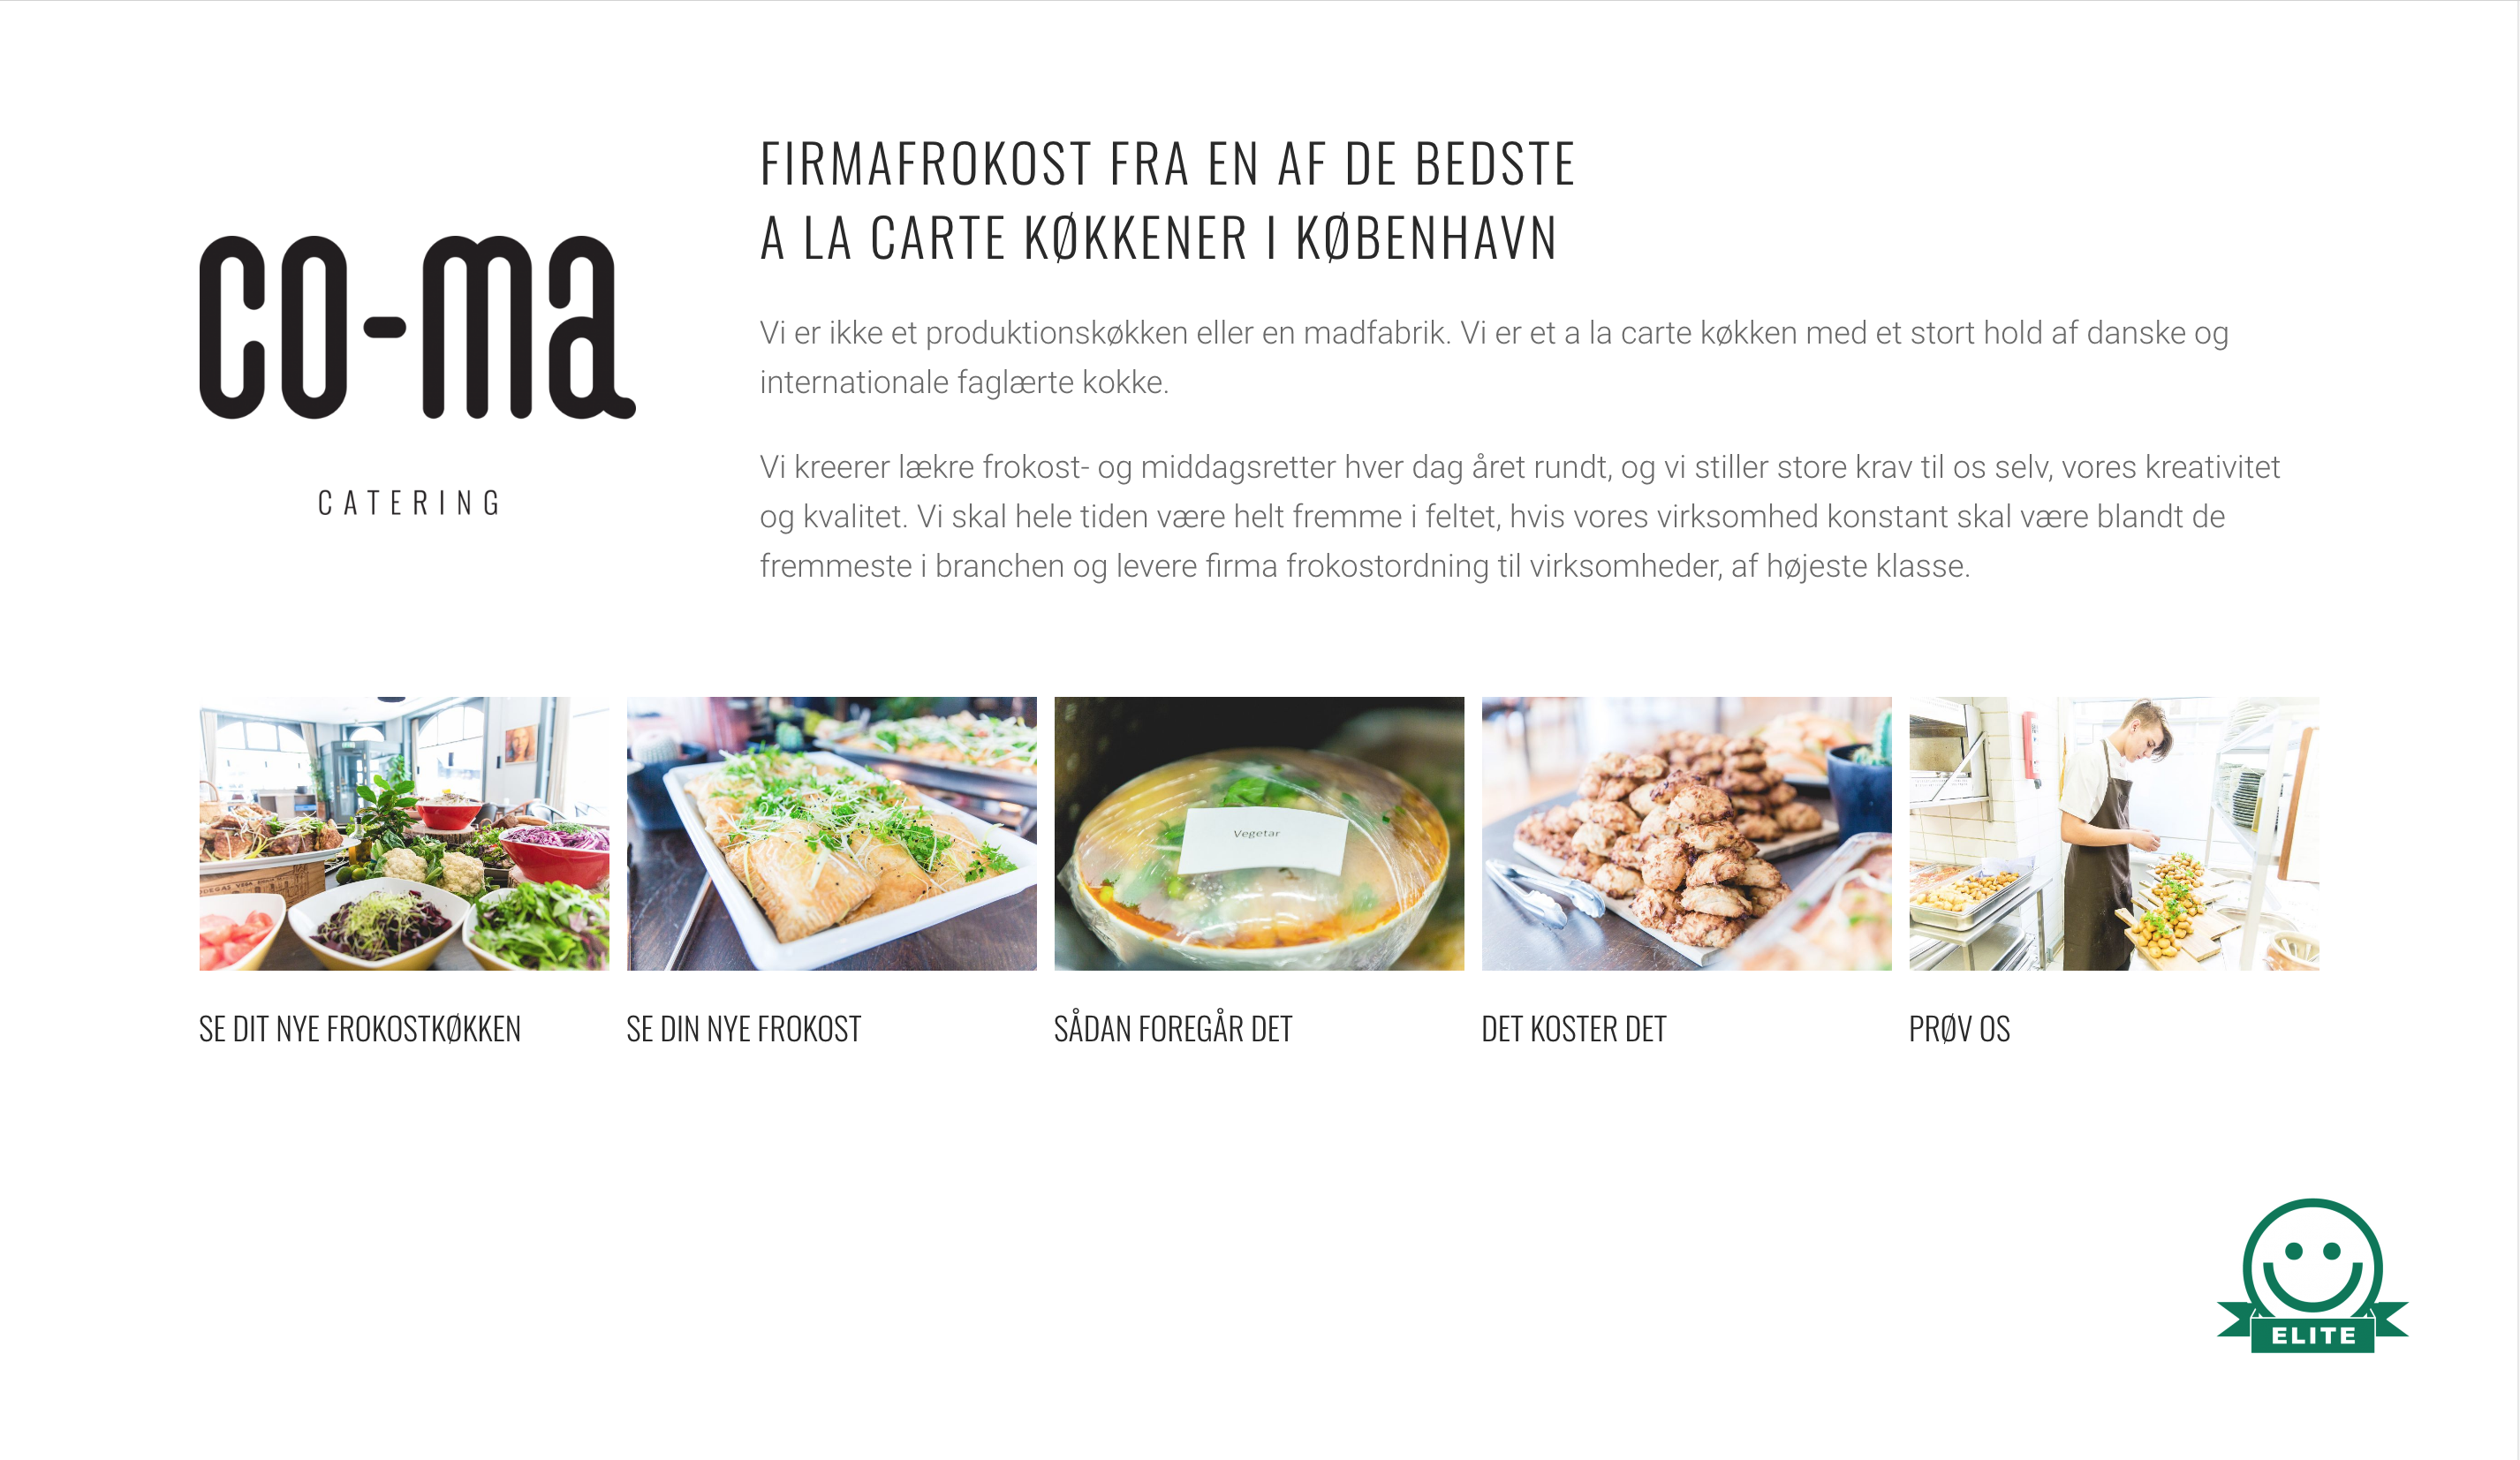 co-ma
CATERING
FIRMAFROKOST FRA EN AF DE BEDSTE
A LA CARTE KØKKENER I KØBENHAVN
Vi er ikke et produktionskøkken eller en madfabrik. Vi er et a la carte køkken med et stort hold af danske og
internationale faglærte kokke.
Vi kreerer lækre frokost- og middagsretter hver dag året rundt, og vi stiller store krav til os selv, vores kreativitet
og kvalitet. Vi skal hele tiden være helt fremme i feltet, hvis vores virksomhed konstant skal være blandt de
fremmeste i branchen og levere firma frokostordning til virksomheder, af højeste klasse.
Vegetar
SE DIT NYE FROKOSTKØKKEN
SE DIN NYE FROKOST
SÅDAN FOREGÅR DET
DET KOSTER DET
PRØV OS
ELITE